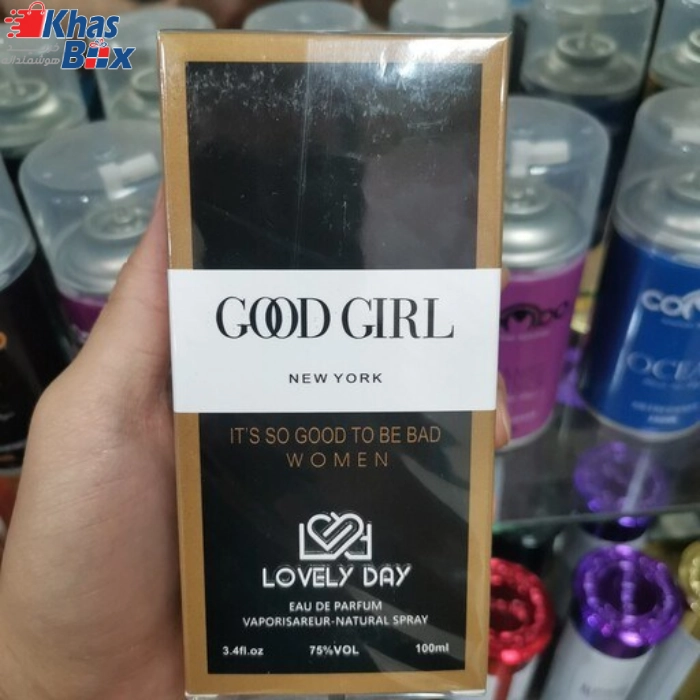 Khas
Box
GOOD GIRL
NEW YORK
IT'S SO GOOD TO BE BAD
WOMEN
LOVELY DAY
EAU DE PARFUM
VAPORISAREUR-NATURAL SPRAY
3.4fl.oz 75%VOL 100ml